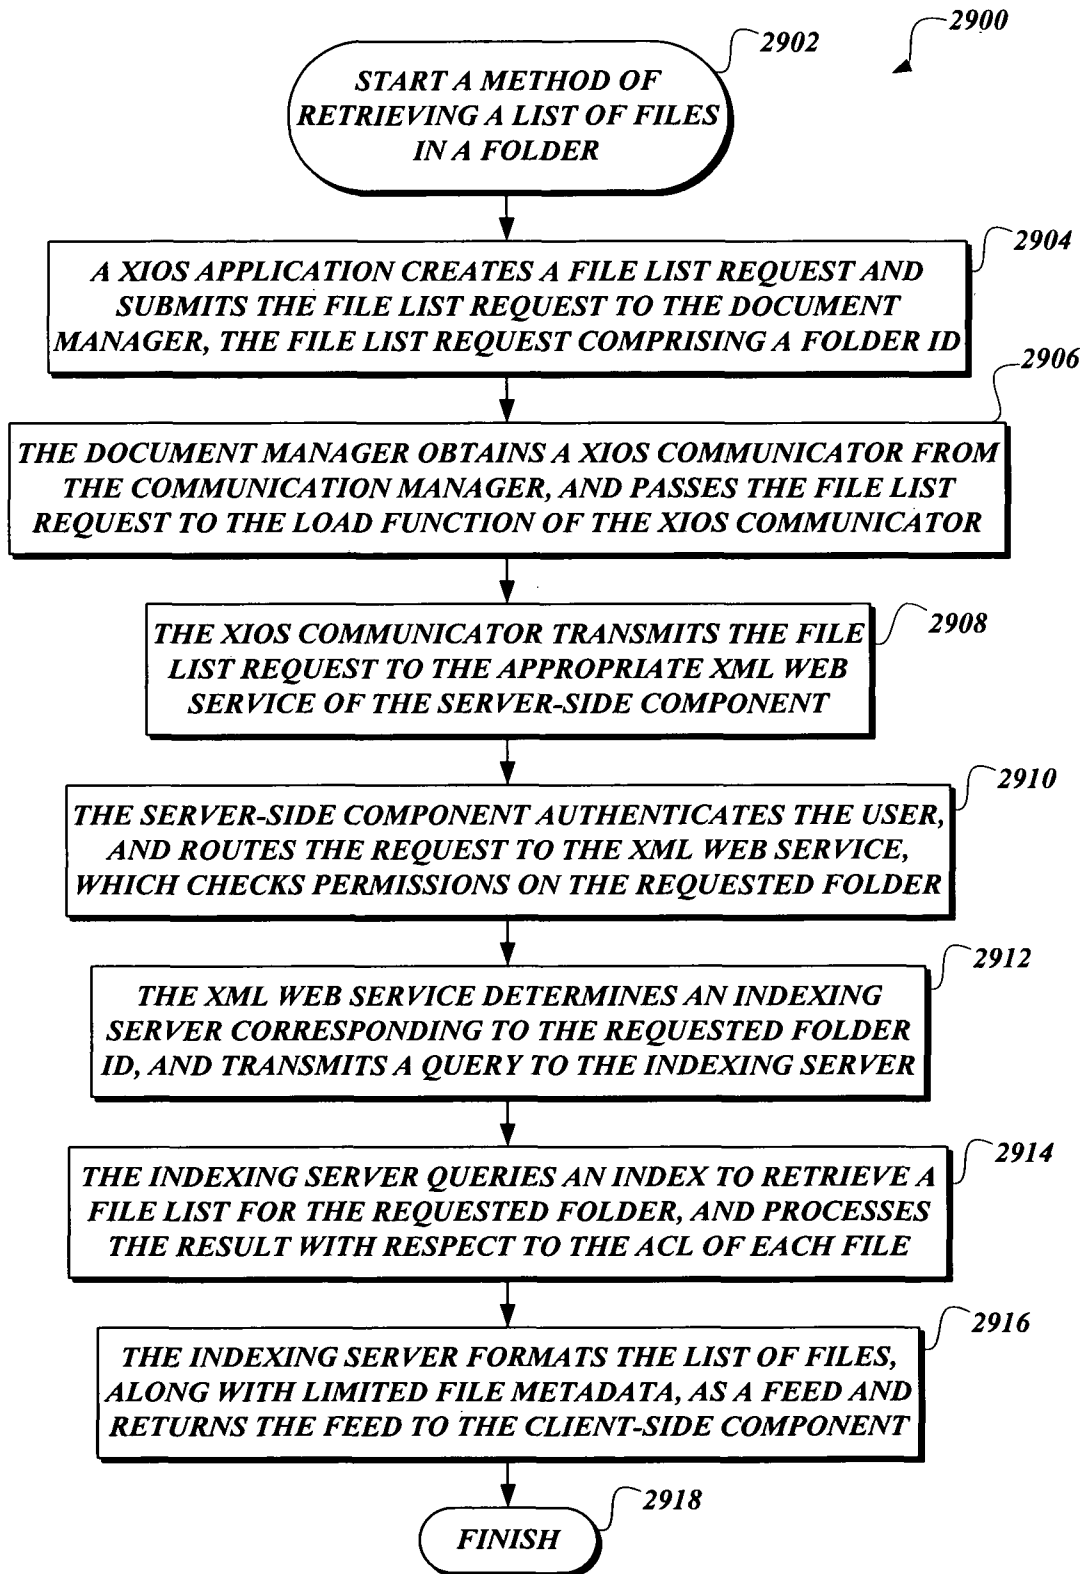 2900
2902
START A METHOD OF
RETRIEVING A LIST OF FILES
IN A FOLDER
2904
A XIOS APPLICATION CREATES A FILE LIST REQUEST AND
SUBMITS THE FILE LIST REQUEST TO THE DOCUMENT
MANAGER, THE FILE LIST REQUEST COMPRISING A FOLDER ID
2906
THE DOCUMENT MANAGER OBTAINS A XIOS COMMUNICATOR FROM
THE COMMUNICATION MANAGER, AND PASSES THE FILE LIST
REQUEST TO THE LOAD FUNCTION OF THE XIOS COMMUNICATOR
2908
THE XIOS COMMUNICATOR TRANSMITS THE FILE
LIST REQUEST TO THE APPROPRIATE XML WEB
SERVICE OF THE SERVER-SIDE COMPONENT
2910
THE SERVER-SIDE COMPONENT AUTHENTICATES THE USER,
AND ROUTES THE REQUEST TO THE XML WEB SERVICE,
WHICH CHECKS PERMISSIONS ON THE REQUESTED FOLDER
2912
THE XML WEB SERVICE DETERMINES AN INDEXING
SERVER CORRESPONDING TO THE REQUESTED FOLDER
ID, AND TRANSMITS A QUERY TO THE INDEXING SERVER
2914
THE INDEXING SERVER QUERIES AN INDEX TO RETRIEVE A
FILE LIST FOR THE REQUESTED FOLDER, AND PROCESSES
THE RESULT WITH RESPECT TO THE ACL OF EACH FILE
2916
THE INDEXING SERVER FORMATS THE LIST OF FILES,
ALONG WITH LIMITED FILE METADATA, AS A FEED AND
RETURNS THE FEED TO THE CLIENT-SIDE COMPONENT
2918
FINISH